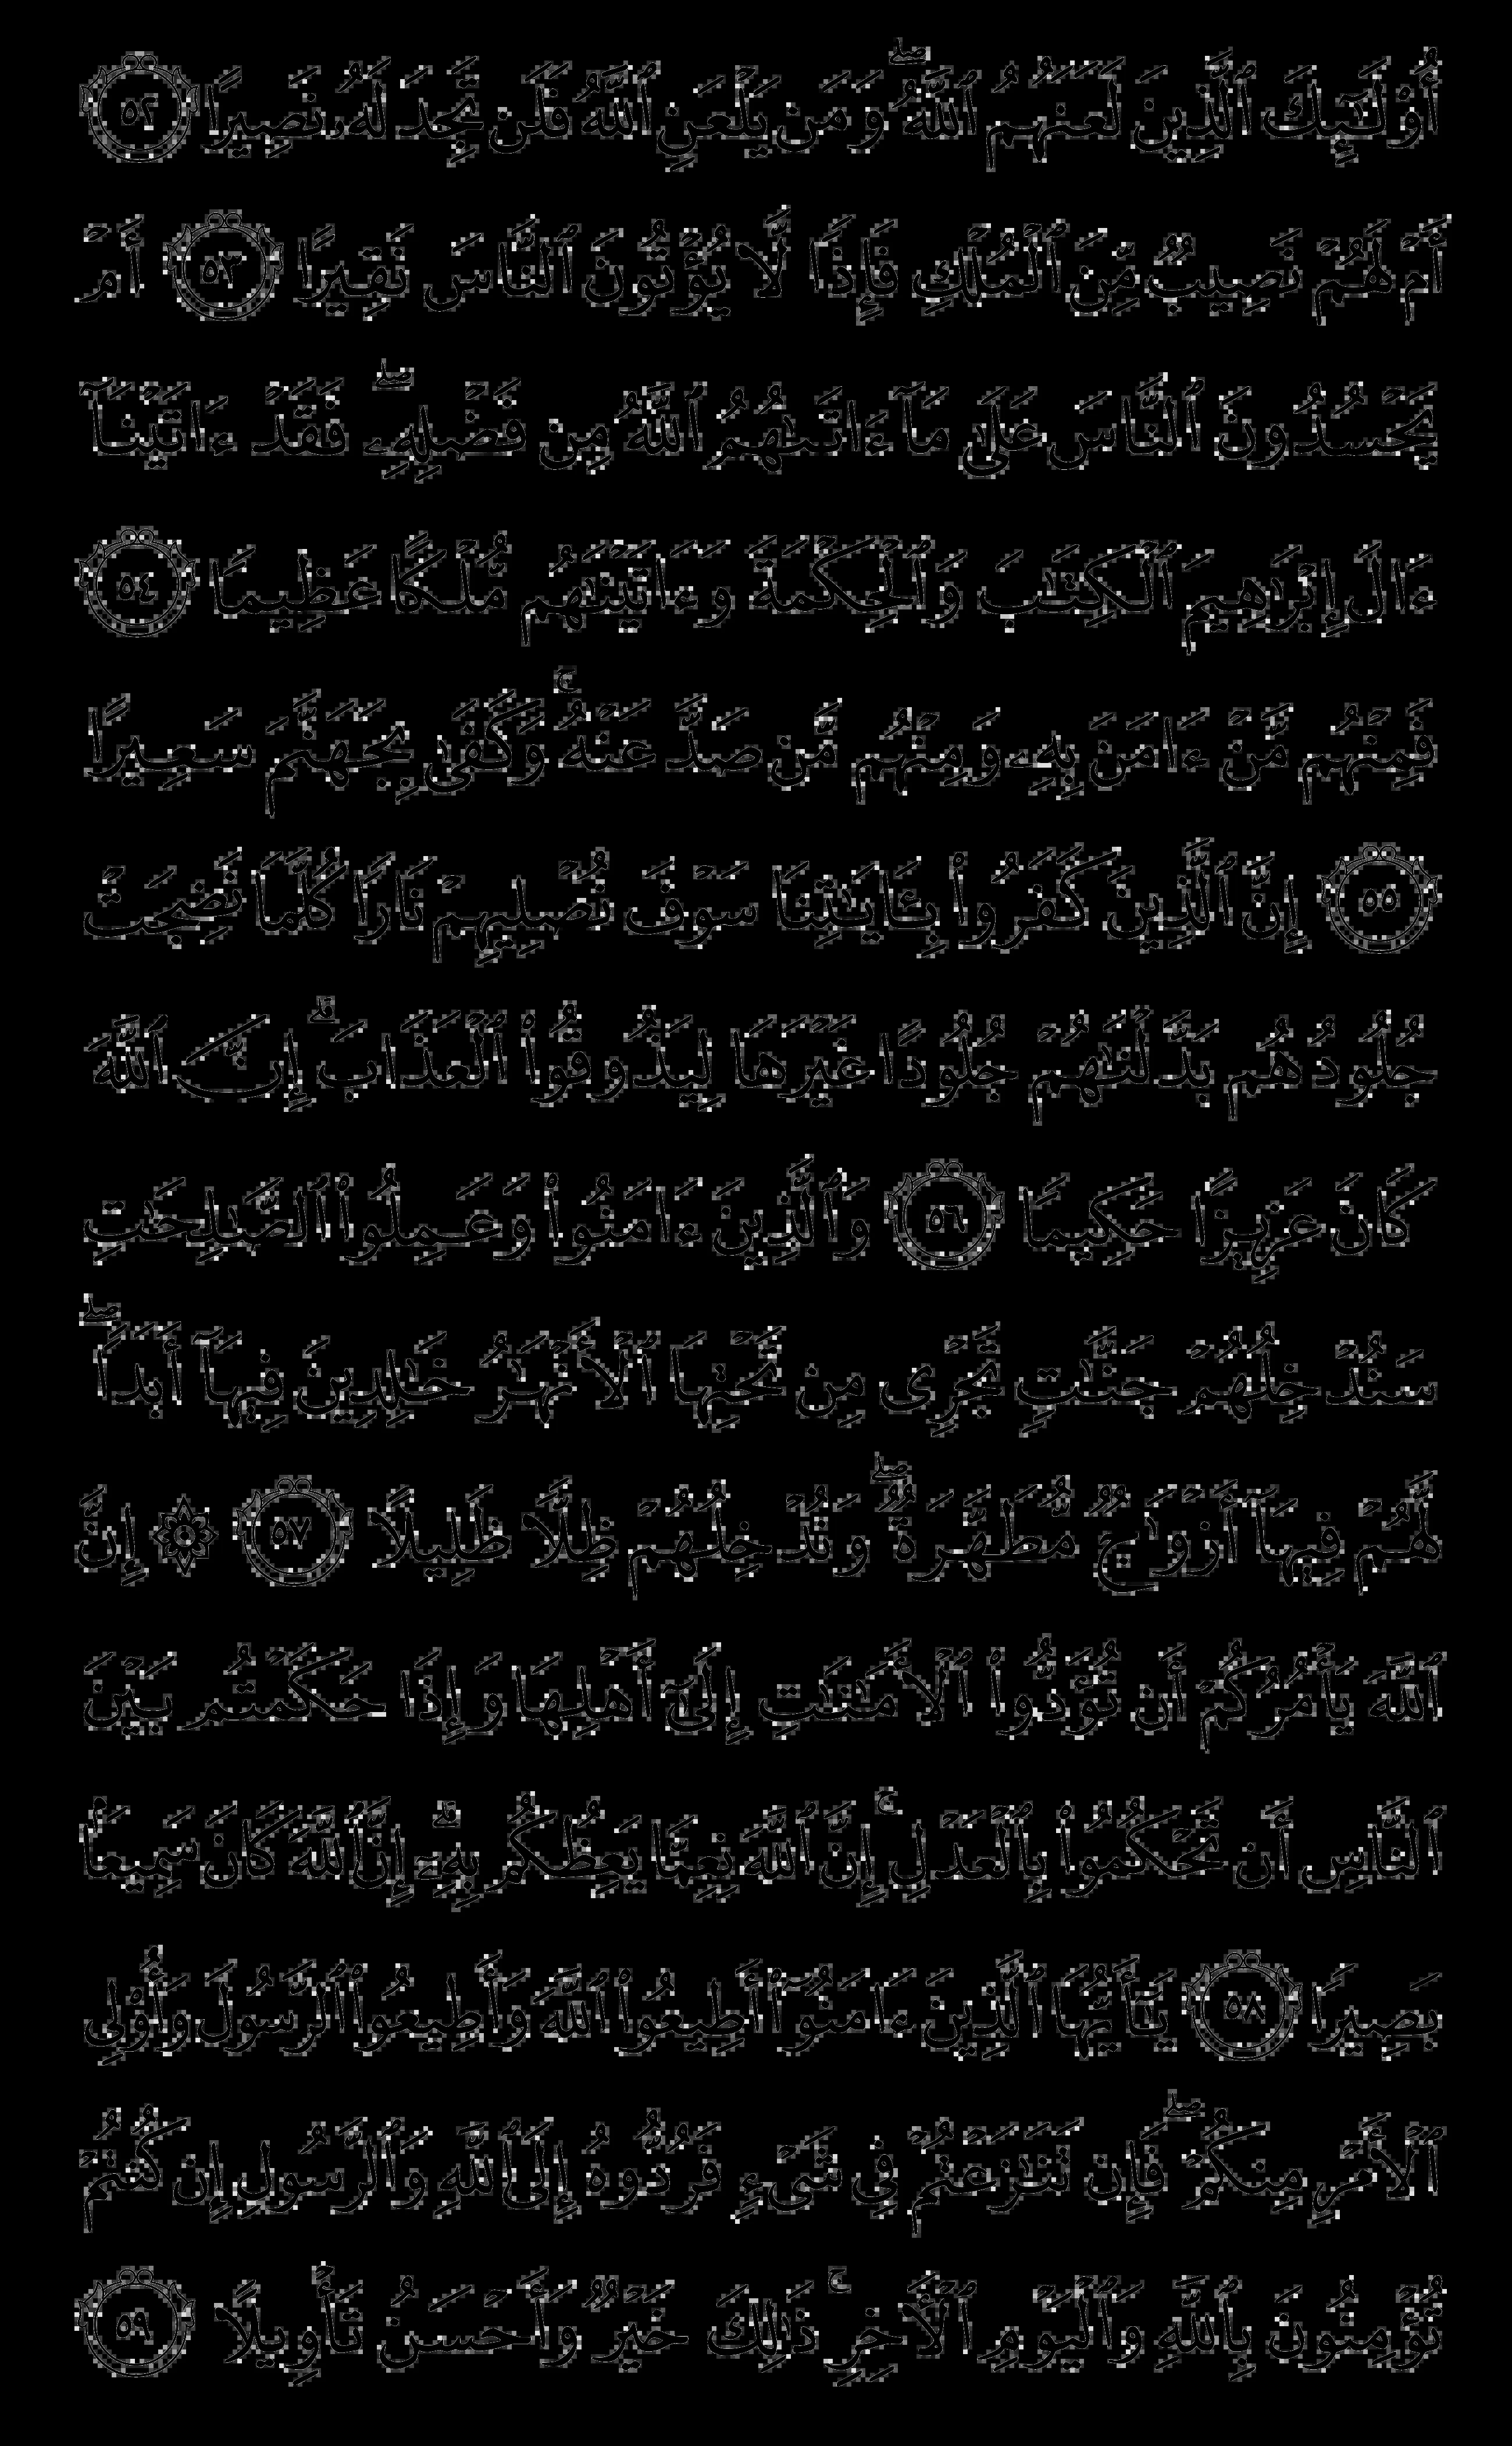 أُوْلَٰٓئِكَ ٱلَّذِينَ لَعَنَهُمُ ٱللَّهُۖ وَمَن يَلۡعَنِ ٱللَّهُ فَلَن تَجِدَ لَهُۥ نَصِيرًا ٥٢
أَمۡ لَهُمۡ نَصِيبٞ مِّنَ ٱلۡمُلۡكِ فَإِذٗا لَّا يُؤۡتُونَ ٱلنَّاسَ نَقِيرًا ٥٣ أَمۡ
يَحۡسُدُونَ ٱلنَّاسَ عَلَىٰ مَآ ءَاتَىٰهُمُ ٱللَّهُ مِن فَضۡلِهِۦۖ فَقَدۡ ءَاتَيۡنَآ
ءَالَ إِبۡرَٰهِيمَ ٱلۡكِتَٰبَ وَٱلۡحِكۡمَةَ وَءَاتَيۡنَٰهُم مُّلۡكًا عَظِيمٗا ٥٤
فَمِنۡهُم مَّنۡ ءَامَنَ بِهِۦ وَمِنۡهُم مَّن صَدَّ عَنۡهُۚ وَكَفَىٰ بِجَهَنَّمَ سَعِيرًا
٥٥ إِنَّ ٱلَّذِينَ كَفَرُواْ بِـَٔايَٰتِنَا سَوۡفَ نُصۡلِيهِمۡ نَارٗا كُلَّمَا نَضِجَتۡ
جُلُودُهُم بَدَّلۡنَٰهُمۡ جُلُودًا غَيۡرَهَا لِيَذُوقُواْ ٱلۡعَذَابَۗ إِنَّ ٱللَّهَ
كَانَ عَزِيزًا حَكِيمٗا ٥٦ وَٱلَّذِينَ ءَامَنُواْ وَعَمِلُواْ ٱلصَّٰلِحَٰتِ
سَنُدۡخِلُهُمۡ جَنَّٰتٖ تَجۡرِي مِن تَحۡتِهَا ٱلۡأَنۡهَٰرُ خَٰلِدِينَ فِيهَآ أَبَدٗاۖ
لَّهُمۡ فِيهَآ أَزۡوَٰجٞ مُّطَهَّرَةٞۖ وَنُدۡخِلُهُمۡ ظِلّٗا ظَلِيلًا ٥٧ ۞ إِنَّ
ٱللَّهَ يَأۡمُرُكُمۡ أَن تُؤَدُّواْ ٱلۡأَمَٰنَٰتِ إِلَىٰٓ أَهۡلِهَا وَإِذَا حَكَمۡتُم بَيۡنَ
ٱلنَّاسِ أَن تَحۡكُمُواْ بِٱلۡعَدۡلِۚ إِنَّ ٱللَّهَ نِعِمَّا يَعِظُكُم بِهِۦٓۗ إِنَّ ٱللَّهَ كَانَ سَمِيعَۢا
بَصِيرٗا ٥٨ يَٰٓأَيُّهَا ٱلَّذِينَ ءَامَنُوٓاْ أَطِيعُواْ ٱللَّهَ وَأَطِيعُواْ ٱلرَّسُولَ وَأُوْلِي
ٱلۡأَمۡرِ مِنكُمۡۖ فَإِن تَنَٰزَعۡتُمۡ فِي شَيۡءٖ فَرُدُّوهُ إِلَى ٱللَّهِ وَٱلرَّسُولِ إِن كُنتُمۡ
تُؤۡمِنُونَ بِٱللَّهِ وَٱلۡيَوۡمِ ٱلۡأٓخِرِۚ ذَٰلِكَ خَيۡرٞ وَأَحۡسَنُ تَأۡوِيلًا ٥٩